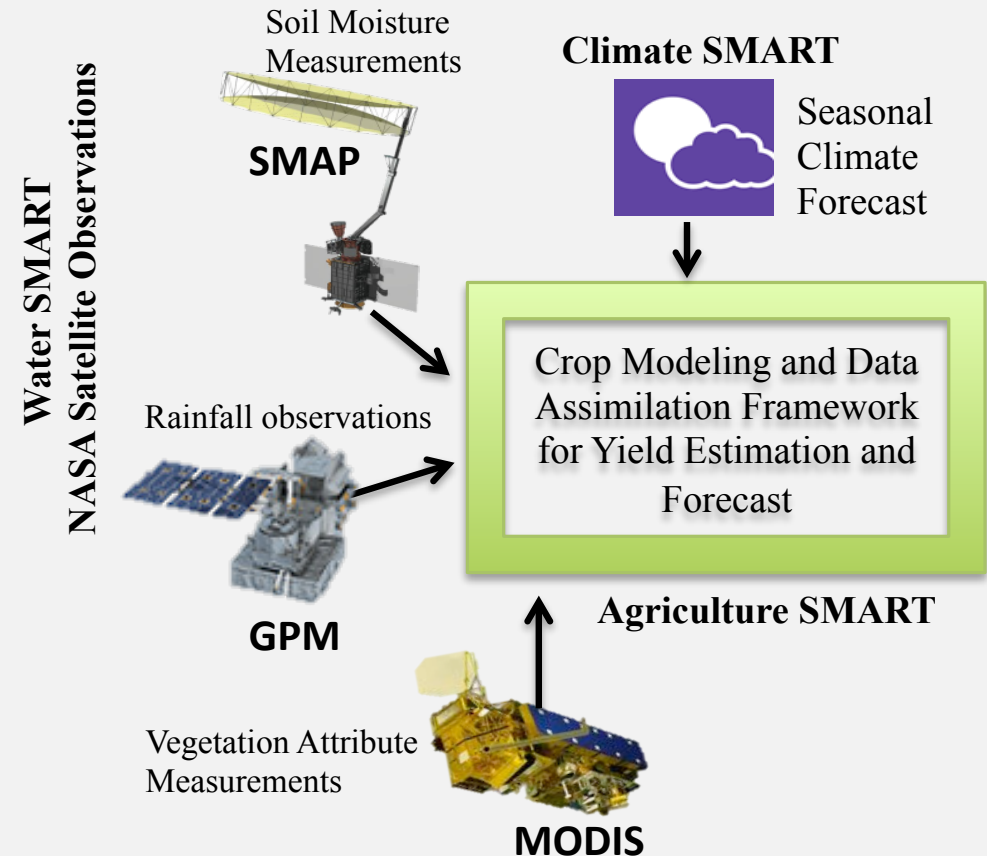 Water SMART
NASA Satellite Observations
Soil Moisture
Measurements
SMAP
Climate SMART
Seasonal
Climate
Forecast
Crop Modeling and Data
Assimilation Framework
for Yield Estimation and
Forecast
Rainfall observations
GPM
Agriculture SMART
Vegetation Attribute
Measurements
MODIS